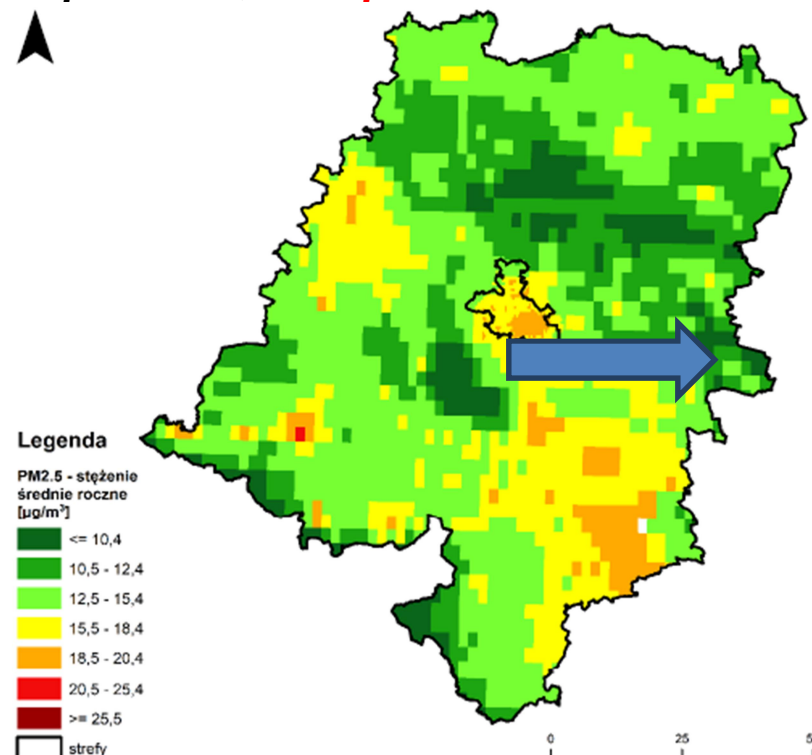 Legenda
PM2.5 - stężenie
średnie roczne
[µg/m³]
<= 10,4
10,5 - 12,4
12,5 - 15,4
15,5 - 18,4
18,5 - 20,4
20,5 - 25,4
>= 25,5
strefy
0 25